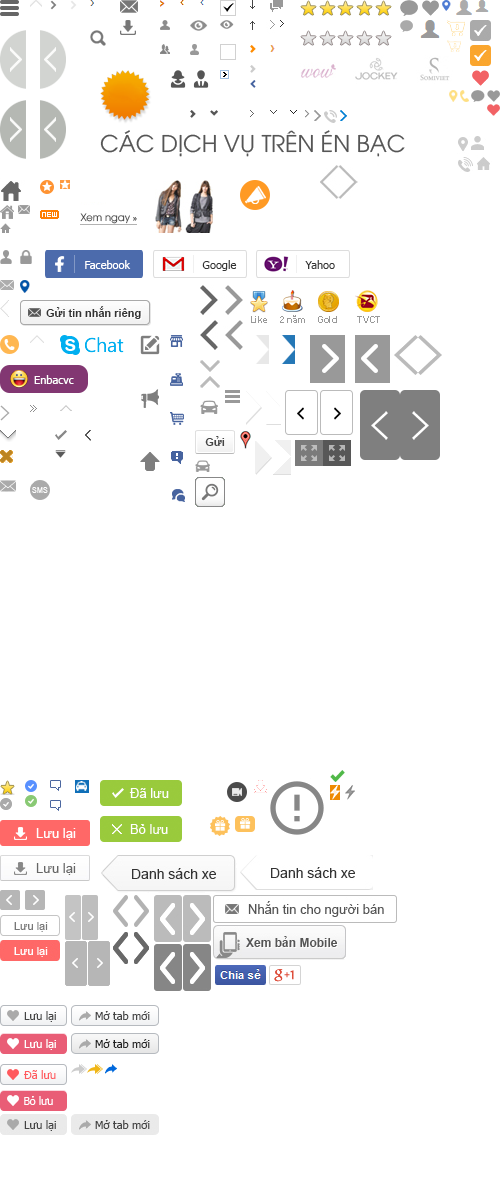 wow
JOCKEY
S
SOMIVIET
CÁC DỊCH VỤ TRÊN ÉN BẠC
NEW
Xem ngay »
Facebook
Google
Yahoo
Gửi tin nhắn riêng
Like
2 năm
Gold
TVCT
Chat
Enbacvc
Gửi
SMS
Đã lưu
Bỏ lưu
Lưu lại
Lưu lại
Danh sách xe
Danh sách xe
Lưu lại
Lưu lại
Nhắn tin cho người bán
Xem bản Mobile
Chia sẻ
g+1
Lưu lại
Mở tab mới
Lưu lại
Mở tab mới
Đã lưu
Bỏ lưu
Lưu lại
Mở tab mới